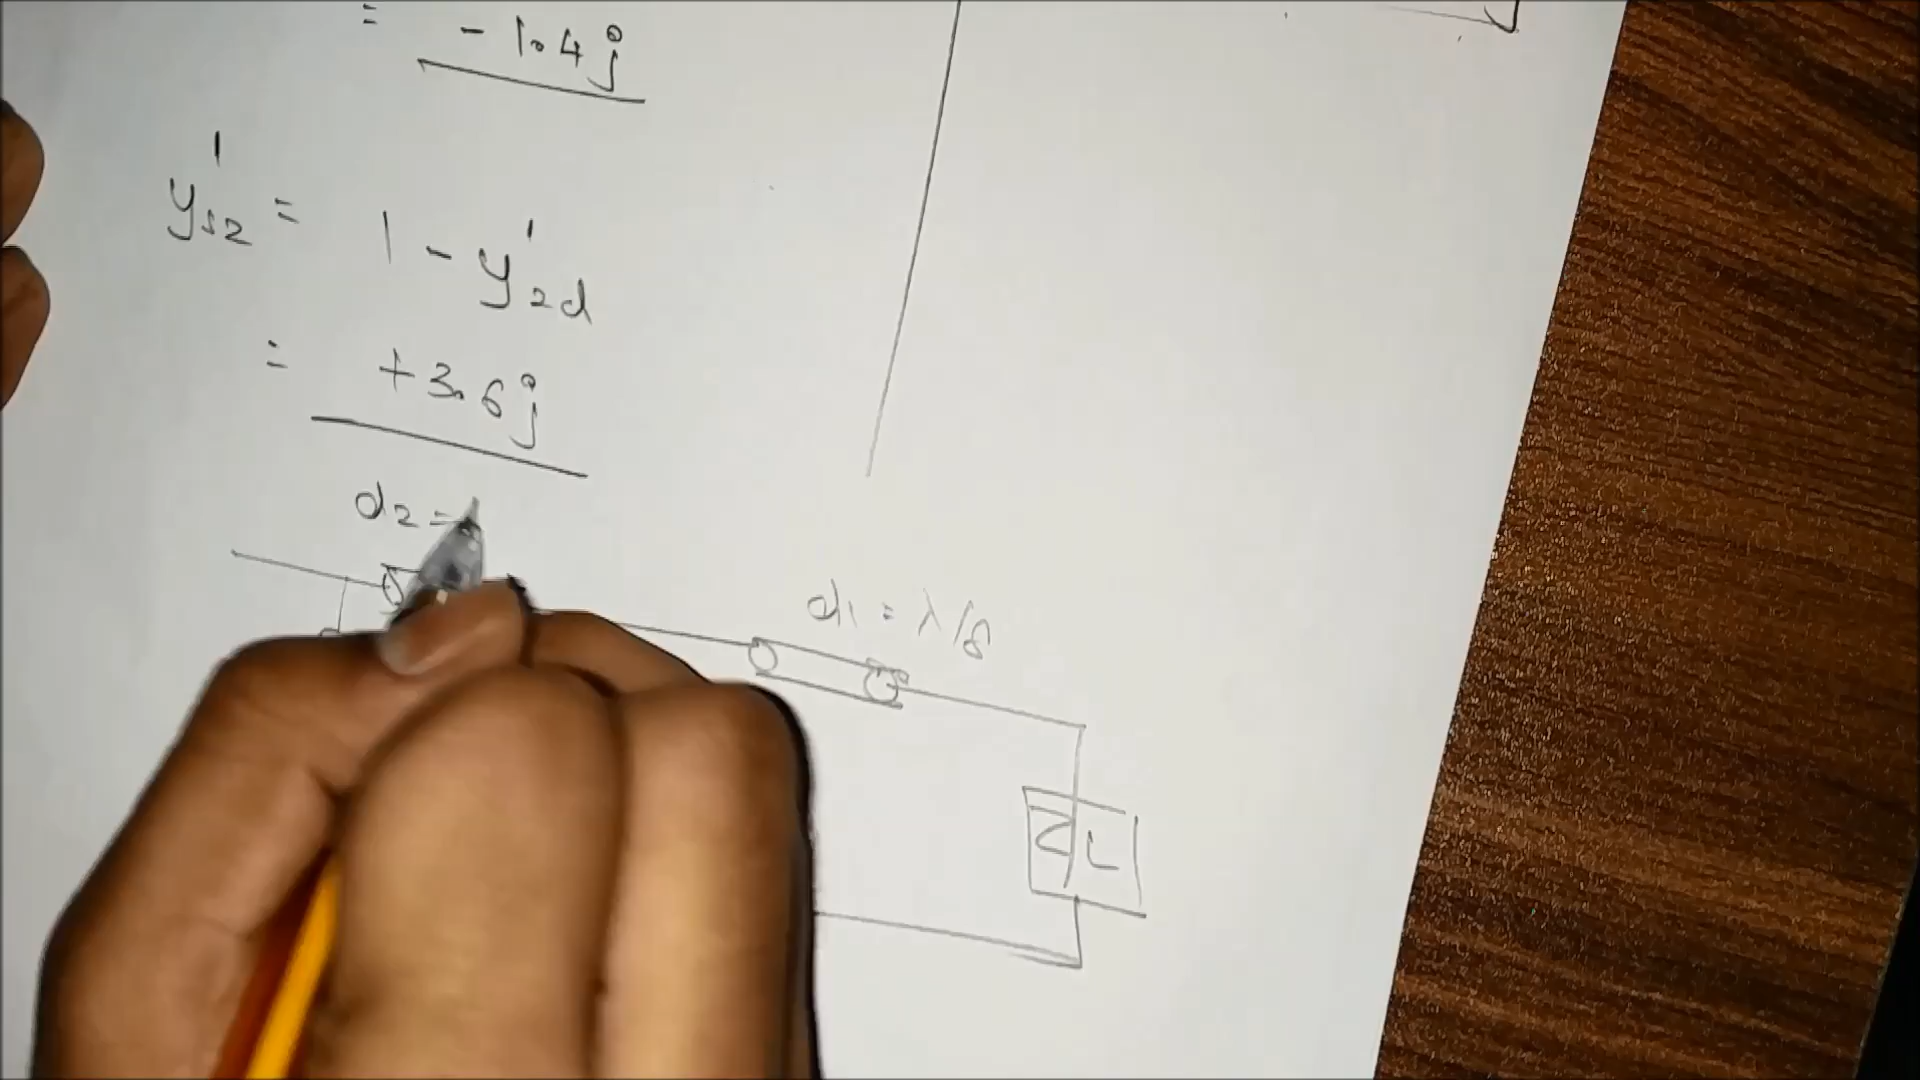 = - 1.4j
y's2 = 1 - y'2d
= +3.6j
d2 =
d1 = λ/8
ZL